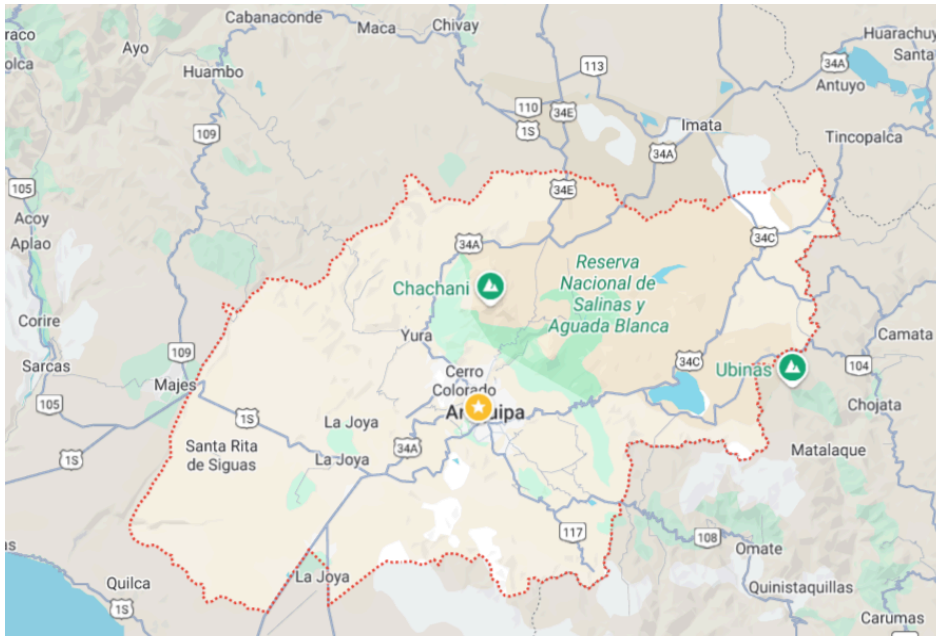 Cabanaconde
Maca
Chivay
raco
olca
Ayo
Huambo
113
34A
Huarachuy
Santa
Antuyo
110
1S
34E
Imata
Tincopalca
109
34A
105
Acoy
Aplao
34E
34A
34C
Chachani
Reserva
Nacional de
Salinas y
Aguada Blanca
Corire
Yura
Camata
Sarcas
109
Majes
Cerro
Colorado
34C
Ubinas
104
105
1S
La Joya
Chojata
Santa Rita
de Siguas
34A
La Joya
1S
Matalaque
117
108
Omate
as
Quilca
1S
La Joya
Quinistaquillas
Carumas